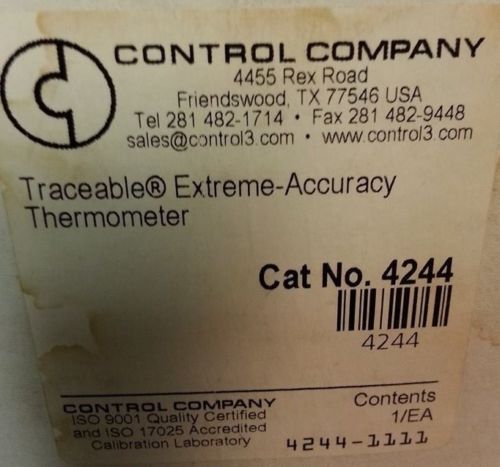 CONTROL COMPANY
4455 Rex Road
Friendswood, TX 77546 USA
Tel 281 482-1714 • Fax 281 482-9448
sales@control3.com • www.control3.com
Traceable® Extreme-Accuracy
Thermometer
Cat No. 4244
4244
CONTROL COMPANY
ISO 9001 Quality Certified
and ISO 17025 Accredited
Calibration Laboratory
Contents
1/EA
4244-1111